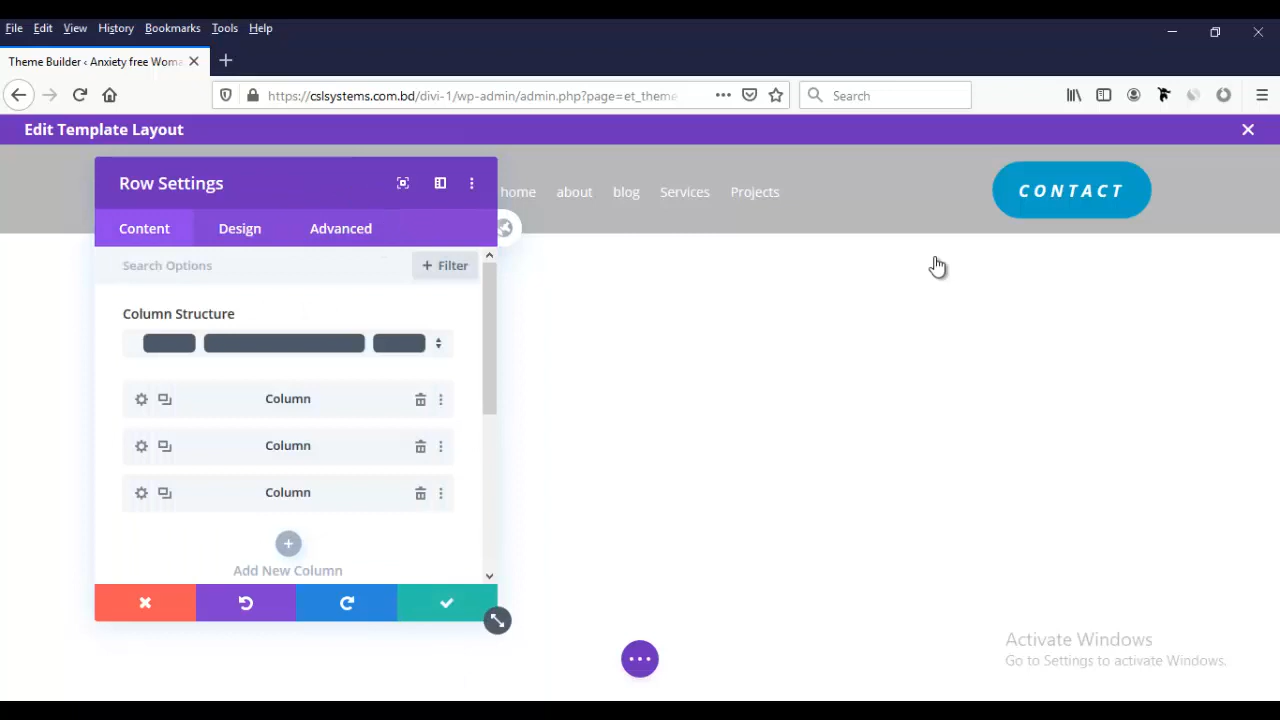 File Edit View History Bookmarks Tools Help
Theme Builder ‹ Anxiety free Woma
https://cslsystems.com.bd/divi-1/wp-admin/admin.php?page=et_theme
Search
Edit Template Layout
Row Settings
home about blog Services Projects
CONTACT
Content Design Advanced
Search Options
+ Filter
Column Structure
Column
Column
Column
Add New Column
Activate Windows
Go to Settings to activate Windows.